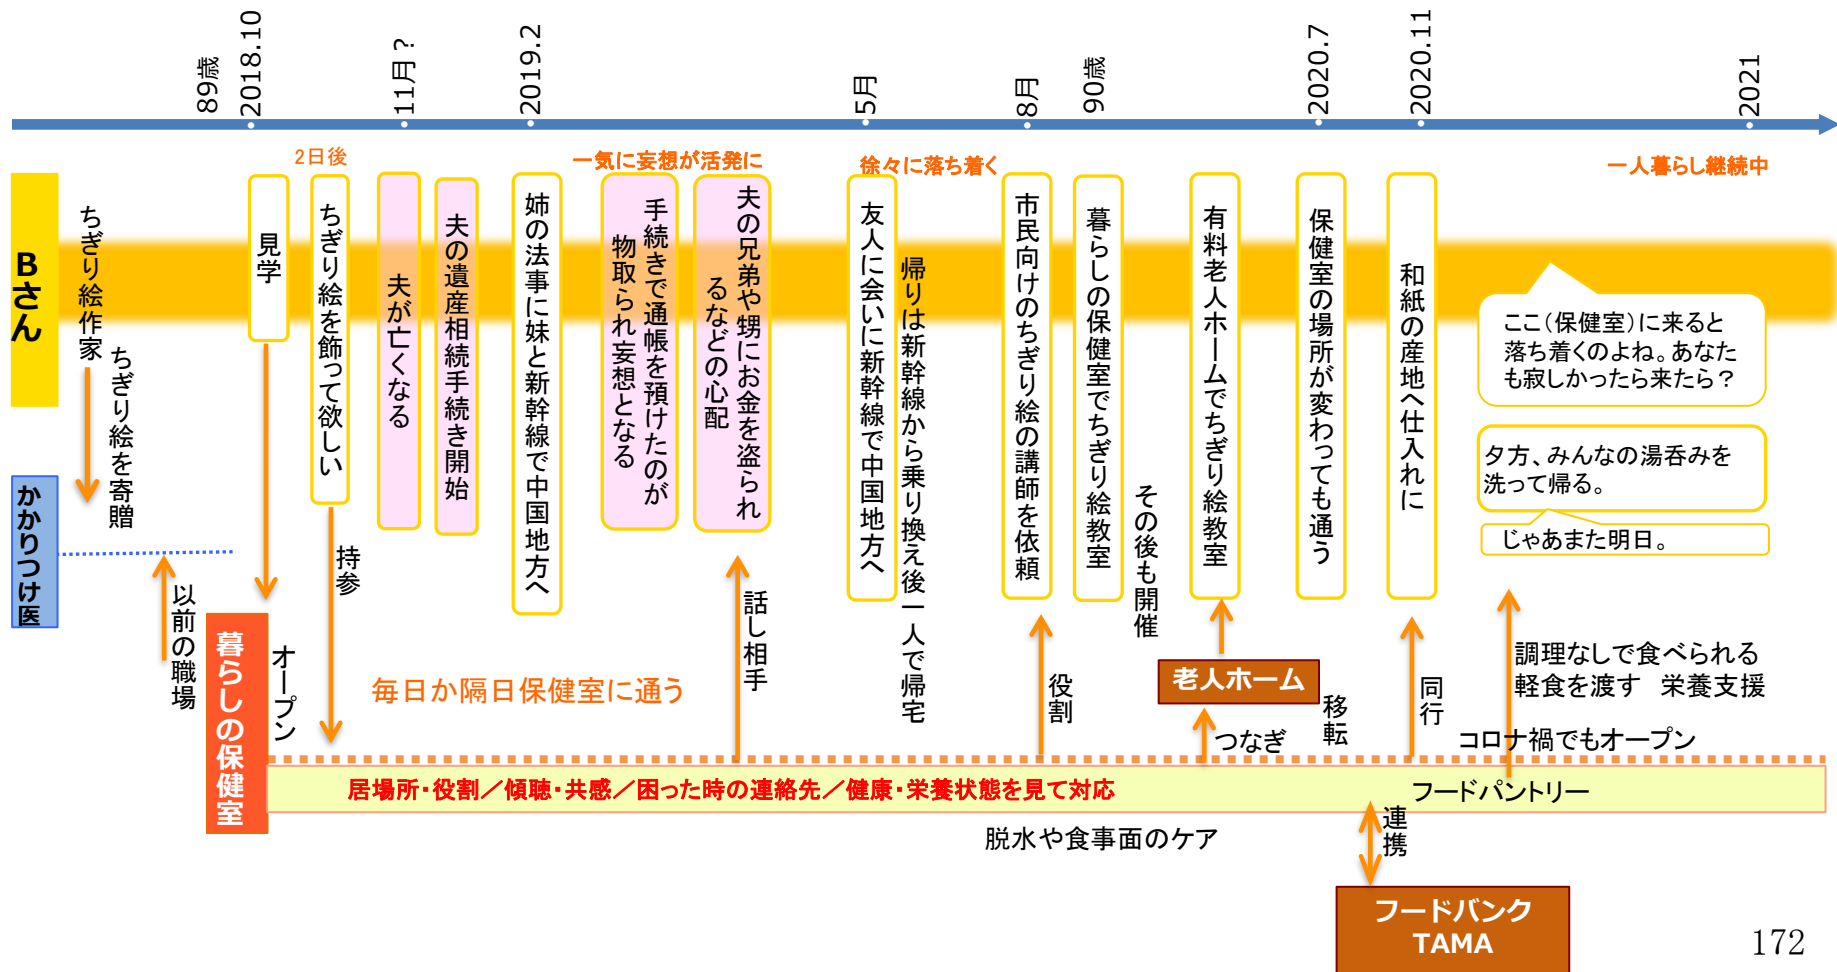 89歳
2018.10
11月？
2019.2
5月
8月
90歳
2020.7
2020.11
2021
2日後
一気に妄想が活発に
徐々に落ち着く
一人暮らし継続中
Bさん
ちぎり絵作家
ちぎり絵を寄贈
見学
ちぎり絵を飾って欲しい
夫が亡くなる
夫の遺産相続手続き開始
姉の法事に妹と新幹線で中国地方へ
手続きで通帳を預けたのが
物取られ妄想となる
夫の兄弟や甥にお金を盗られ
るなどの心配
友人に会いに新幹線で中国地方へ
帰りは新幹線から乗り換え後一人で帰宅
市民向けのちぎり絵の講師を依頼
暮らしの保健室でちぎり絵教室
その後も開催
有料老人ホームでちぎり絵教室
保健室の場所が変わっても通う
和紙の産地へ仕入れに
ここ（保健室）に来ると
落ち着くのよね。あなた
も寂しかったら来たら？
夕方、みんなの湯呑みを
洗って帰る。
じゃあまた明日。
かかりつけ医
以前の職場
暮らしの保健室
オープン
持参
毎日か隔日保健室に通う
話し相手
役割
老人ホーム
つなぎ
移転
同行
調理なしで食べられる
軽食を渡す　栄養支援
コロナ禍でもオープン
居場所・役割／傾聴・共感／困った時の連絡先／健康・栄養状態を見て対応
フードパントリー
脱水や食事面のケア
連携
フードバンク
TAMA
172